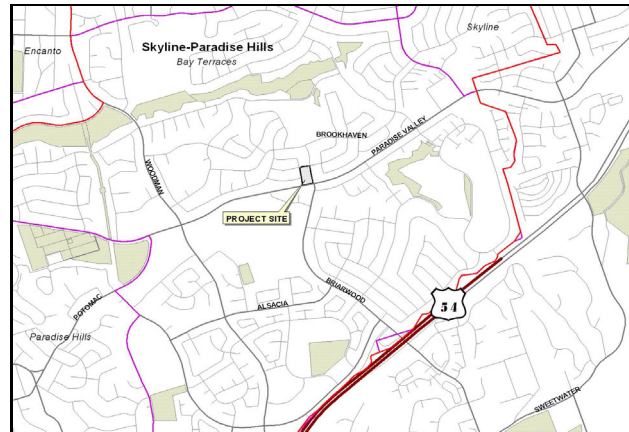 Encanto
Skyline-Paradise Hills
Bay Terraces
Skyline
BROOKHAVEN
PARADISE VALLEY
WOODMAN
PROJECT SITE
BRIARWOOD
ALSACIA
54
POTOMAC
Paradise Hills
SWEETWATER